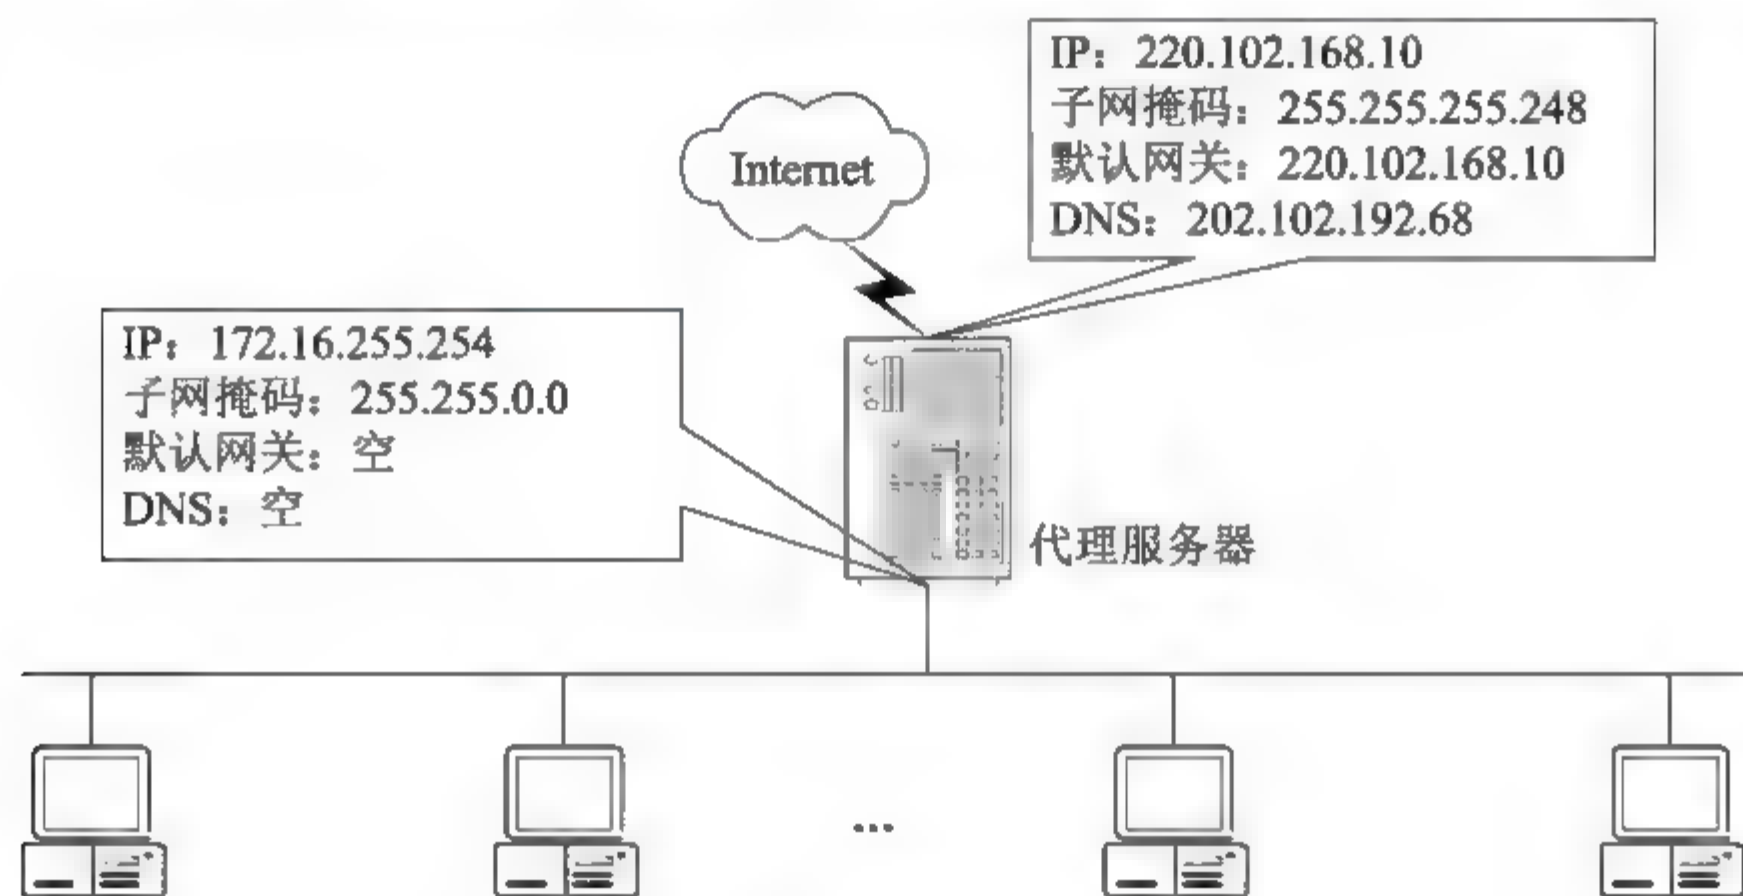 IP：220.102.168.10
子网掩码：255.255.255.248
默认网关：220.102.168.10
DNS：202.102.192.68
Internet
IP：172.16.255.254
子网掩码：255.255.0.0
默认网关：空
DNS：空
代理服务器
...